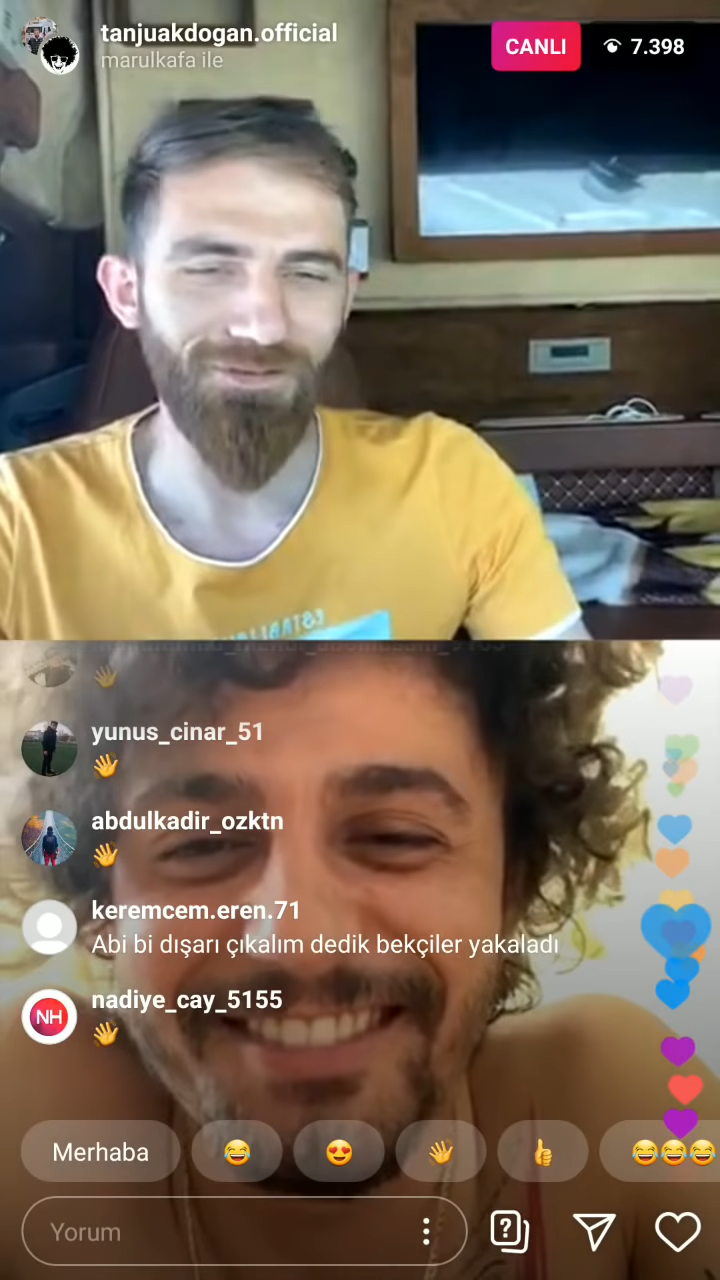 tanjuakdogan.official
marulkafa ile
CANLI
7.398
yunus_cinar_51
👋
abdulkadir_ozktn
👋
keremcem.eren.71
Abi bi dışarı çıkalım dedik bekçiler yakaladı
NH
nadiye_cay_5155
👋
Merhaba 😂 😍 👋 👍 😂😂😂
Yorum